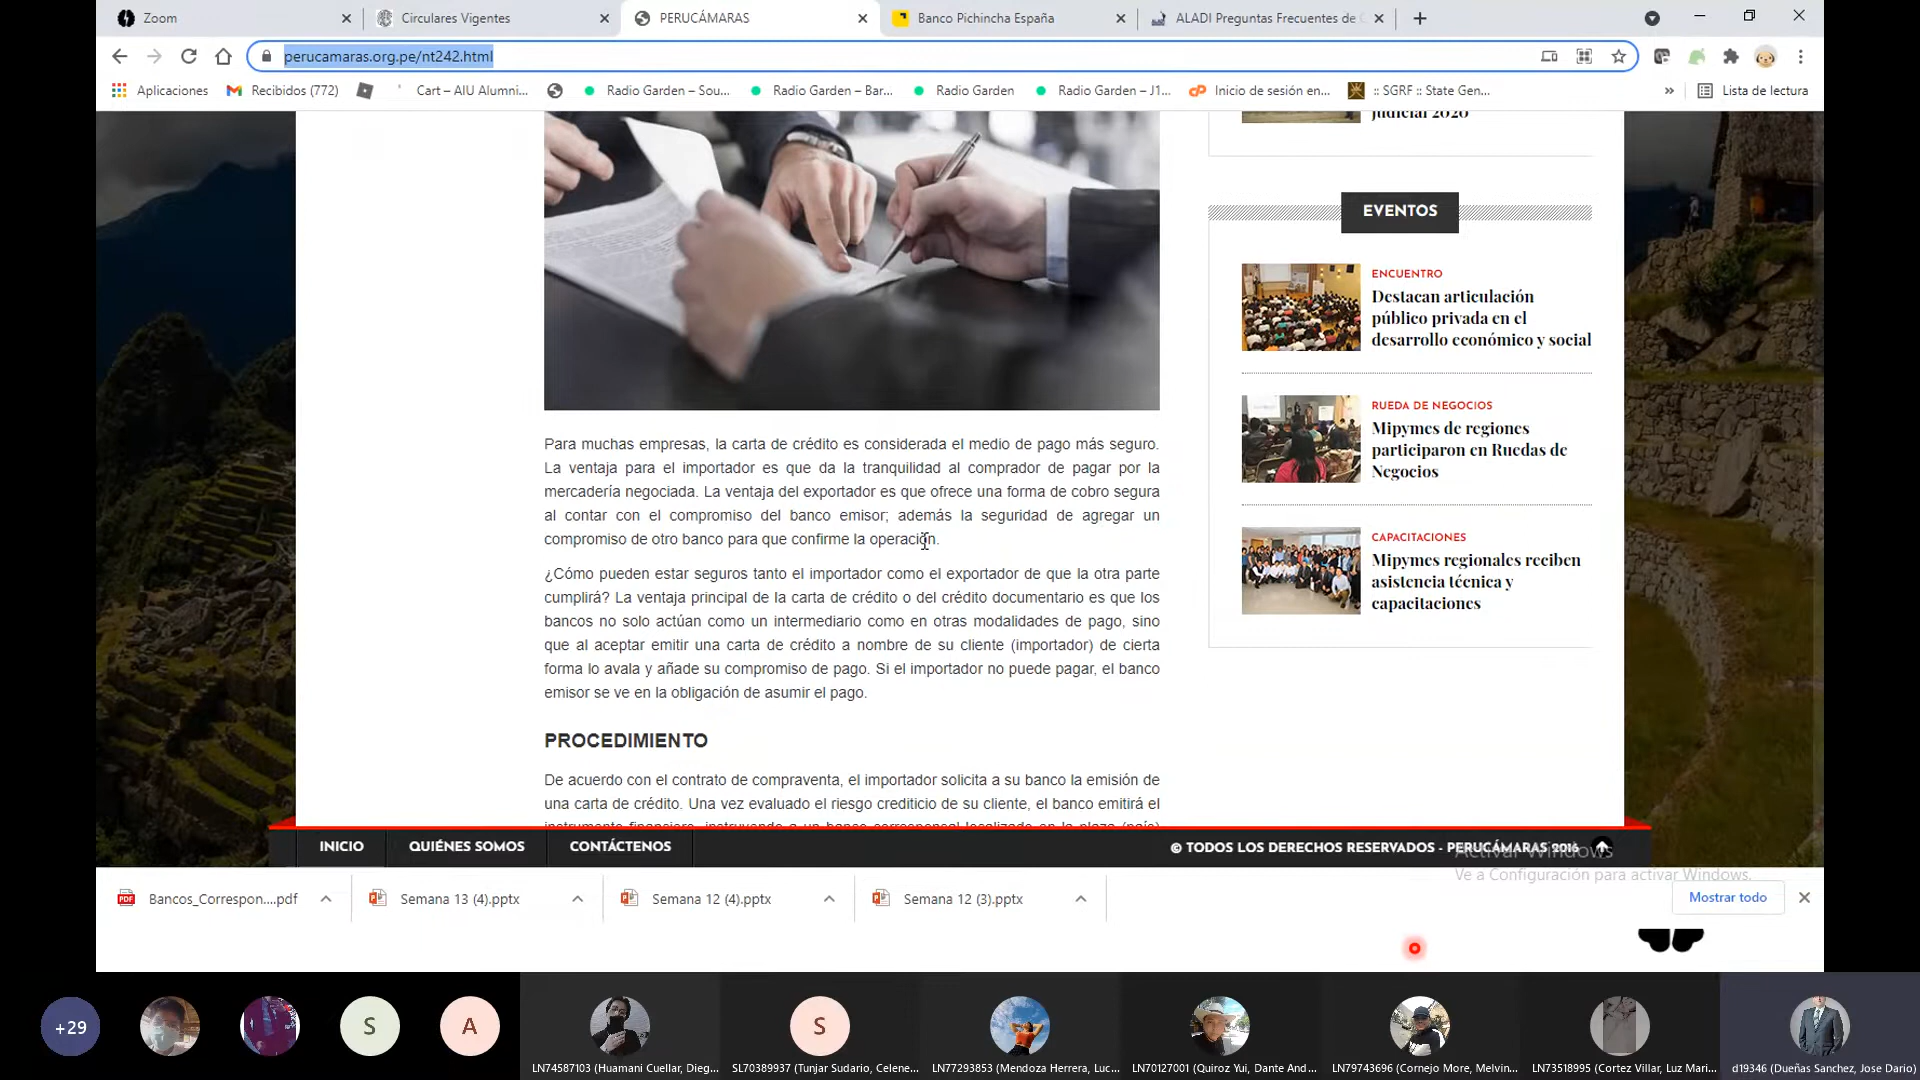 Zoom
Circulares Vigentes
PERUCÁMARAS
Banco Pichincha España
ALADI Preguntas Frecuentes de
perucamaras.org.pe/nt242.html
Aplicaciones
Recibidos (772)
Cart – AIU Alumni...
Radio Garden – Sou...
Radio Garden – Bar...
Radio Garden
Radio Garden – J1...
Inicio de sesión en...
:: SGRF :: State Gen...
»
Lista de lectura
judicial 2020
EVENTOS
ENCUENTRO
Destacan articulación
público privada en el
desarrollo económico y social
RUEDA DE NEGOCIOS
Mipymes de regiones
participaron en Ruedas de
Negocios
CAPACITACIONES
Mipymes regionales reciben
asistencia técnica y
capacitaciones
Para muchas empresas, la carta de crédito es considerada el medio de pago más seguro.
La ventaja para el importador es que da la tranquilidad al comprador de pagar por la
mercadería negociada. La ventaja del exportador es que ofrece una forma de cobro segura
al contar con el compromiso del banco emisor; además la seguridad de agregar un
compromiso de otro banco para que confirme la operación.
¿Cómo pueden estar seguros tanto el importador como el exportador de que la otra parte
cumplirá? La ventaja principal de la carta de crédito o del crédito documentario es que los
bancos no solo actúan como un intermediario como en otras modalidades de pago, sino
que al aceptar emitir una carta de crédito a nombre de su cliente (importador) de cierta
forma lo avala y añade su compromiso de pago. Si el importador no puede pagar, el banco
emisor se ve en la obligación de asumir el pago.
PROCEDIMIENTO
De acuerdo con el contrato de compraventa, el importador solicita a su banco la emisión de
una carta de crédito. Una vez evaluado el riesgo crediticio de su cliente, el banco emitirá el
instrumento financiero, instruyendo a un banco corresponsal localizado en la plaza (país)
INICIO
QUIÉNES SOMOS
CONTÁCTENOS
© TODOS LOS DERECHOS RESERVADOS - PERUCÁMARAS 2016
Activar Windows
Ve a Configuración para activar Windows.
Bancos_Correspon....pdf
Semana 13 (4).pptx
Semana 12 (4).pptx
Semana 12 (3).pptx
Mostrar todo
+29
S
A
S
LN74587103 (Huamani Cuellar, Dieg...
SL70389937 (Tunjar Sudario, Celene...
LN77293853 (Mendoza Herrera, Luc...
LN70127001 (Quiroz Yui, Dante And...
LN79743696 (Cornejo More, Melvin...
LN73518995 (Cortez Villar, Luz Mari...
d19346 (Dueñas Sanchez, Jose Dario)